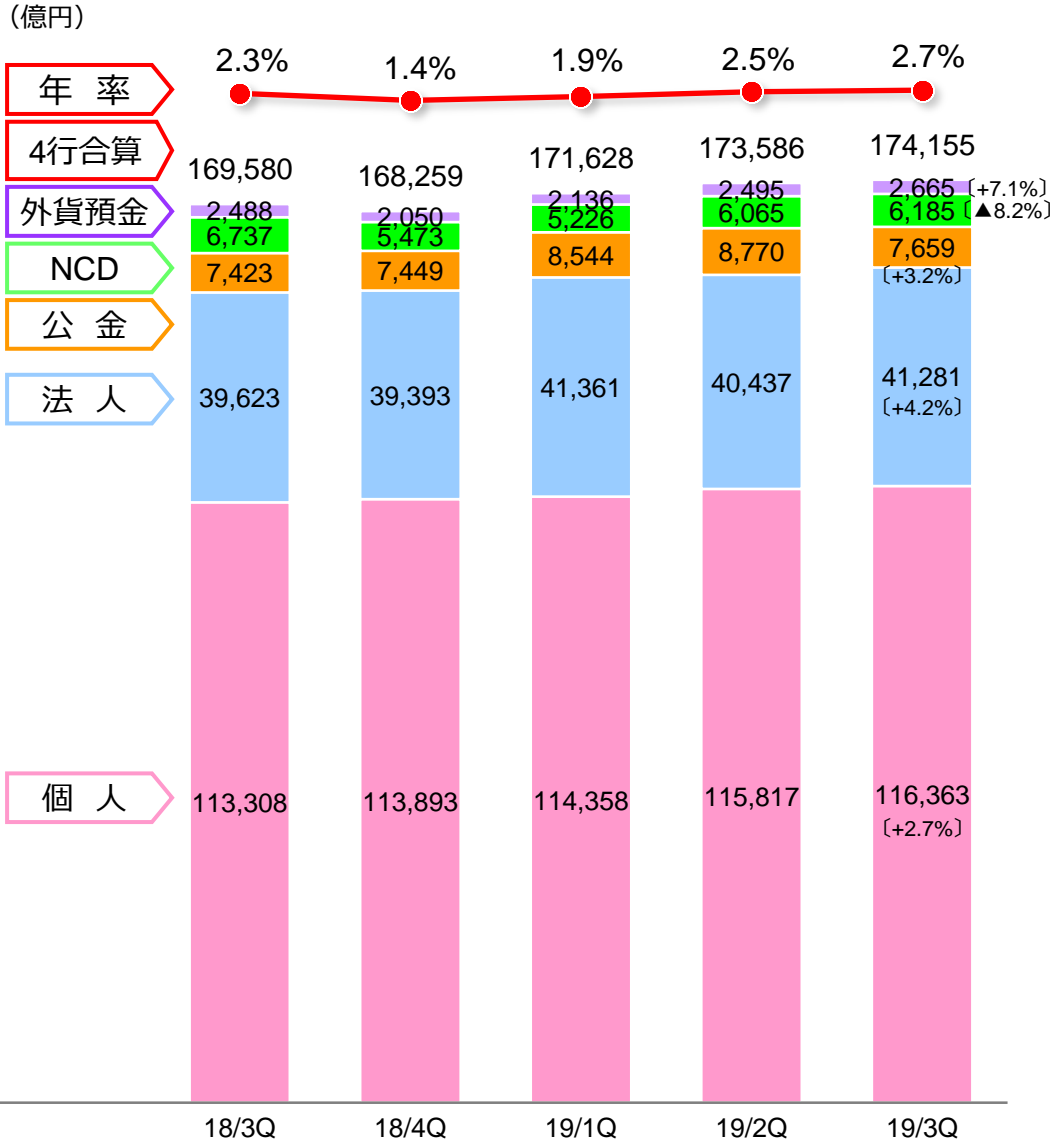 （億円）
年 率
2.3% 1.4% 1.9% 2.5% 2.7%
4行合算
169,580 168,259 171,628 173,586 174,155
外貨預金
2,488 2,050 2,136 2,495 2,665 〔+7.1%〕
NCD
6,737 5,473 5,226 6,065 6,185 〔▲8.2%〕
公 金
7,423 7,449 8,544 8,770 7,659
〔+3.2%〕
法 人
39,623 39,393 41,361 40,437 41,281
〔+4.2%〕
個 人
113,308 113,893 114,358 115,817 116,363
〔+2.7%〕
18/3Q 18/4Q 19/1Q 19/2Q 19/3Q